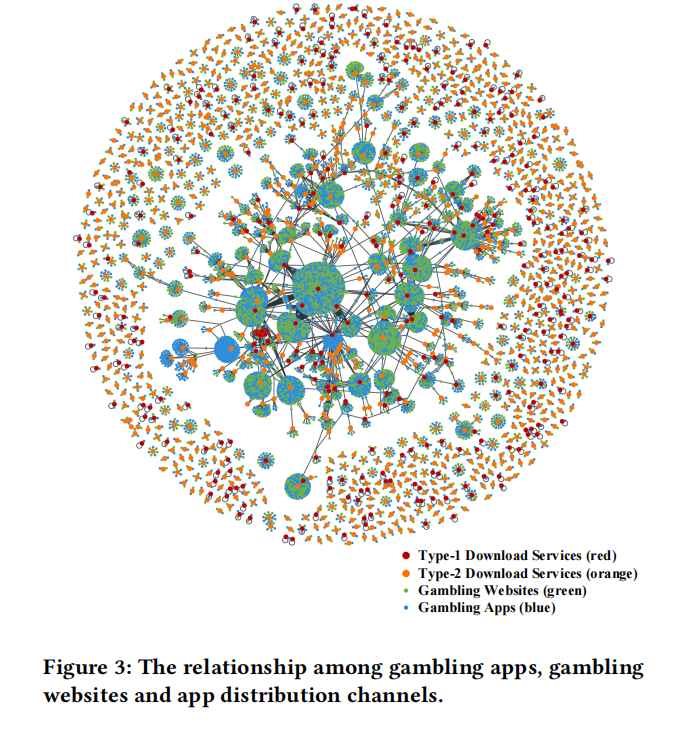 Type-1 Download Services (red)
Type-2 Download Services (orange)
Gambling Websites (green)
Gambling Apps (blue)
Figure 3: The relationship among gambling apps, gambling
websites and app distribution channels.